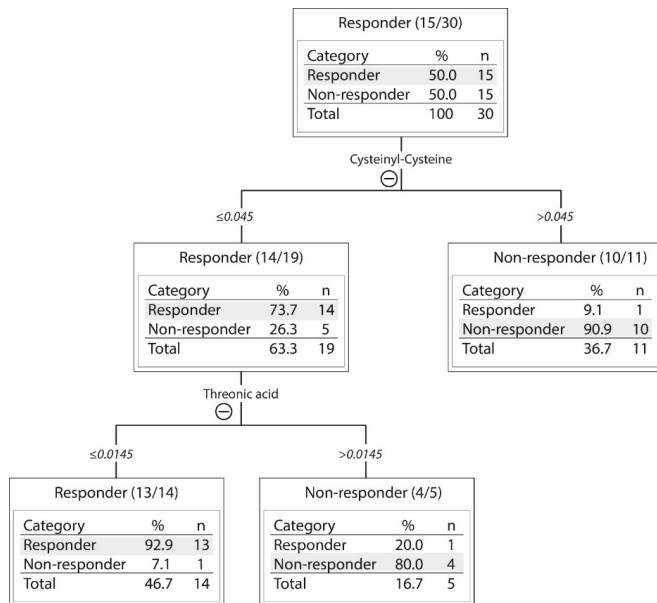 Responder (15/30)
Category % n
Responder 50.0 15
Non-responder 50.0 15
Total 100 30
Cysteinyl-Cysteine
≤0.045 >0.045
Responder (14/19)
Category % n
Responder 73.7 14
Non-responder 26.3 5
Total 63.3 19
Non-responder (10/11)
Category % n
Responder 9.1 1
Non-responder 90.9 10
Total 36.7 11
Threonic acid
≤0.0145 >0.0145
Responder (13/14)
Category % n
Responder 92.9 13
Non-responder 7.1 1
Total 46.7 14
Non-responder (4/5)
Category % n
Responder 20.0 1
Non-responder 80.0 4
Total 16.7 5